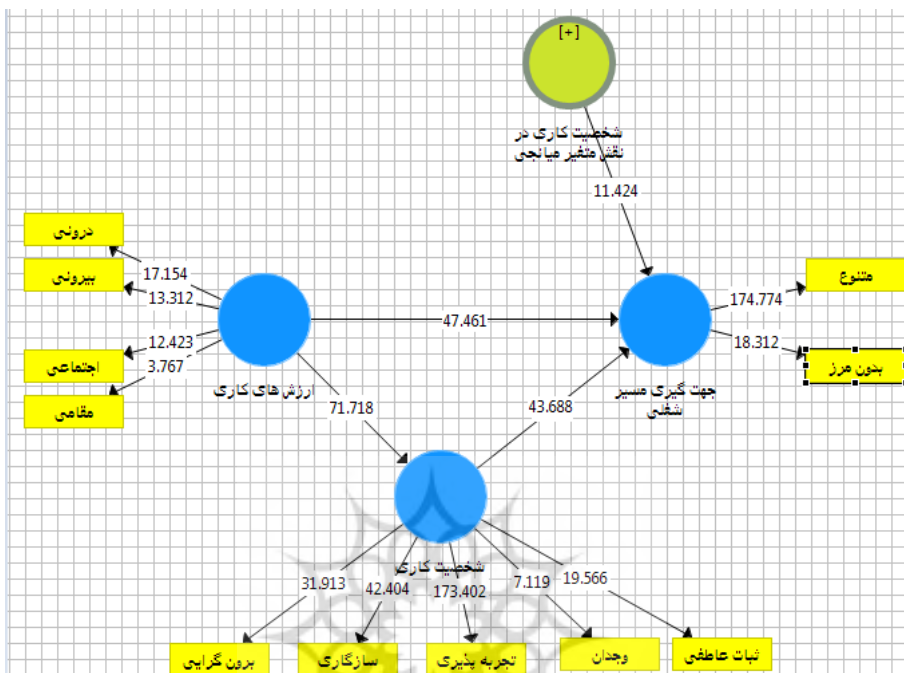 [+]
شخصیت کاری در
نقش متغیر میانجی
11.424
درونی
بیرونی
اجتماعی
مقامی
17.154
13.312
12.423
3.767
ارزش های کاری
47.461
71.718
43.688
جهت گیری مسیر
شغلی
174.774
18.312
متنوع
بدون مرز
شخصیت کاری
31.913
42.404
173.402
7.119
19.566
برون گرایی
سازگاری
تجربه پذیری
وجدان
ثبات عاطفی